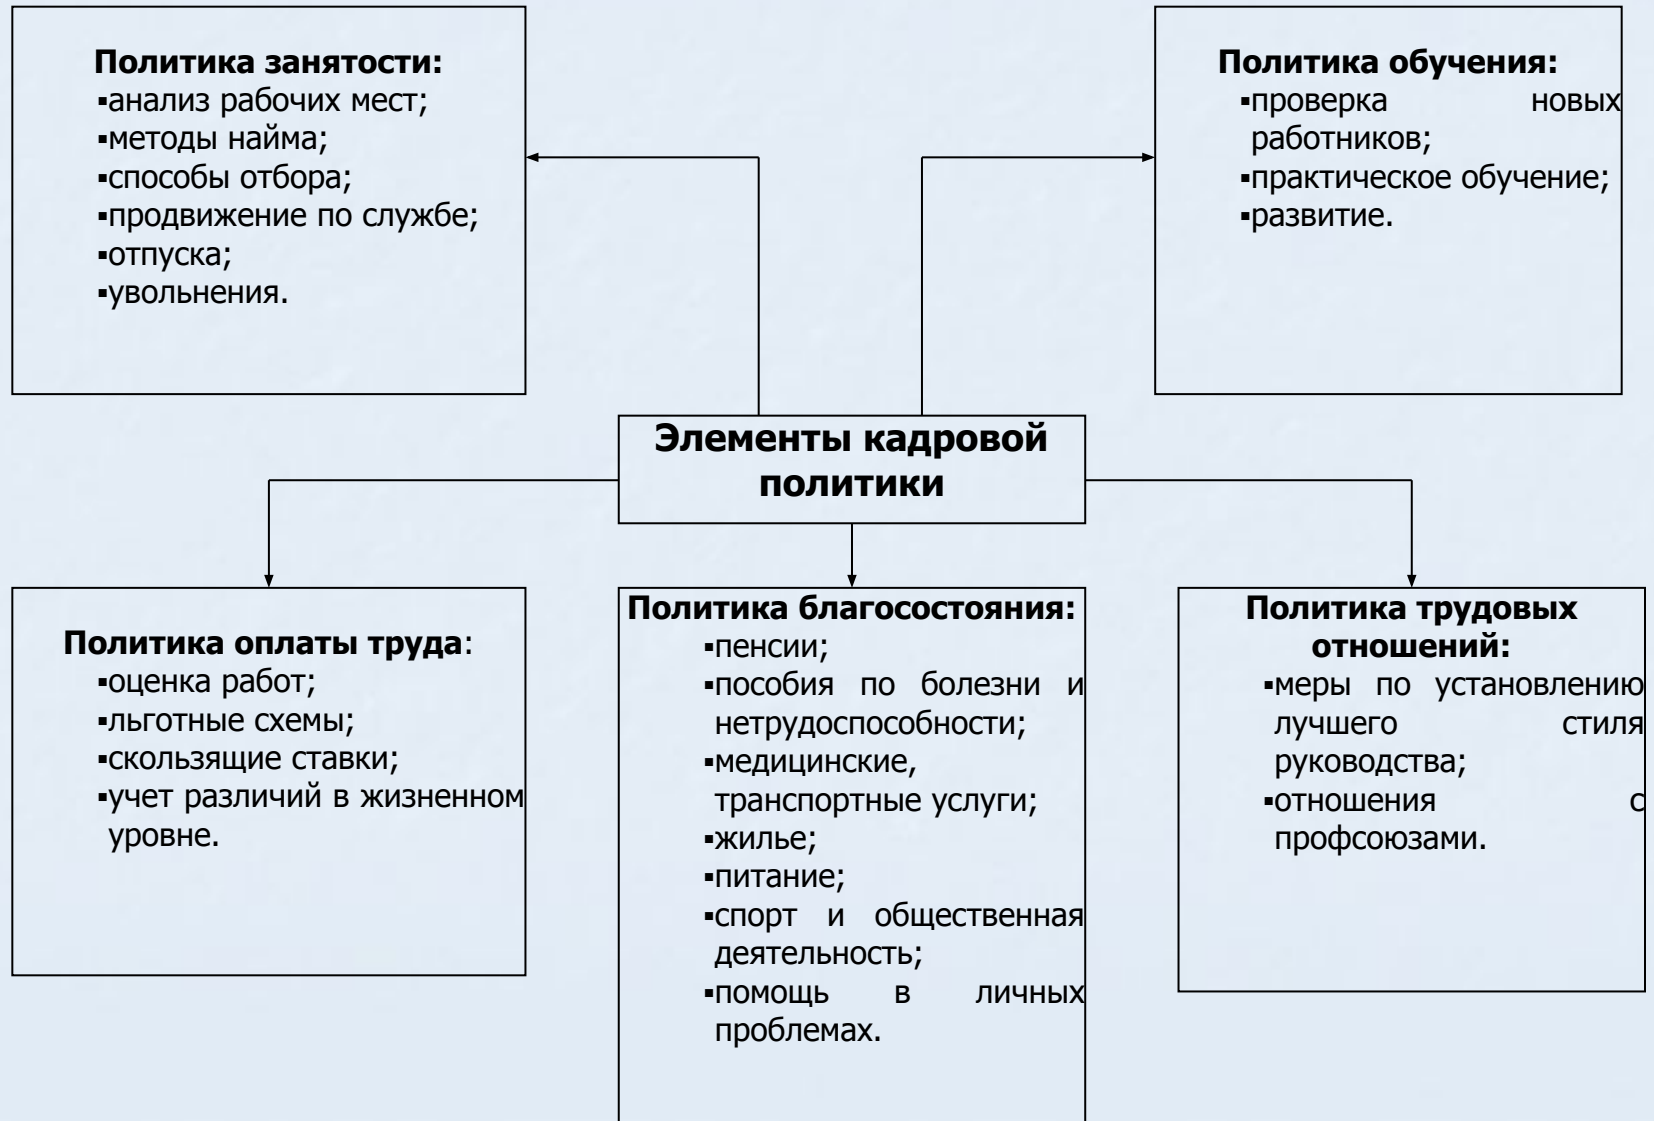 Политика занятости:
▪анализ рабочих мест;
▪методы найма;
▪способы отбора;
▪продвижение по службе;
▪отпуска;
▪увольнения.
Политика обучения:
▪проверка новых
работников;
▪практическое обучение;
▪развитие.
Элементы кадровой
политики
Политика оплаты труда:
▪оценка работ;
▪льготные схемы;
▪скользящие ставки;
▪учет различий в жизненном
уровне.
Политика благосостояния:
▪пенсии;
▪пособия по болезни и
нетрудоспособности;
▪медицинские,
транспортные услуги;
▪жилье;
▪питание;
▪спорт и общественная
деятельность;
▪помощь в личных
проблемах.
Политика трудовых
отношений:
▪меры по установлению
лучшего стиля
руководства;
▪отношения с
профсоюзами.